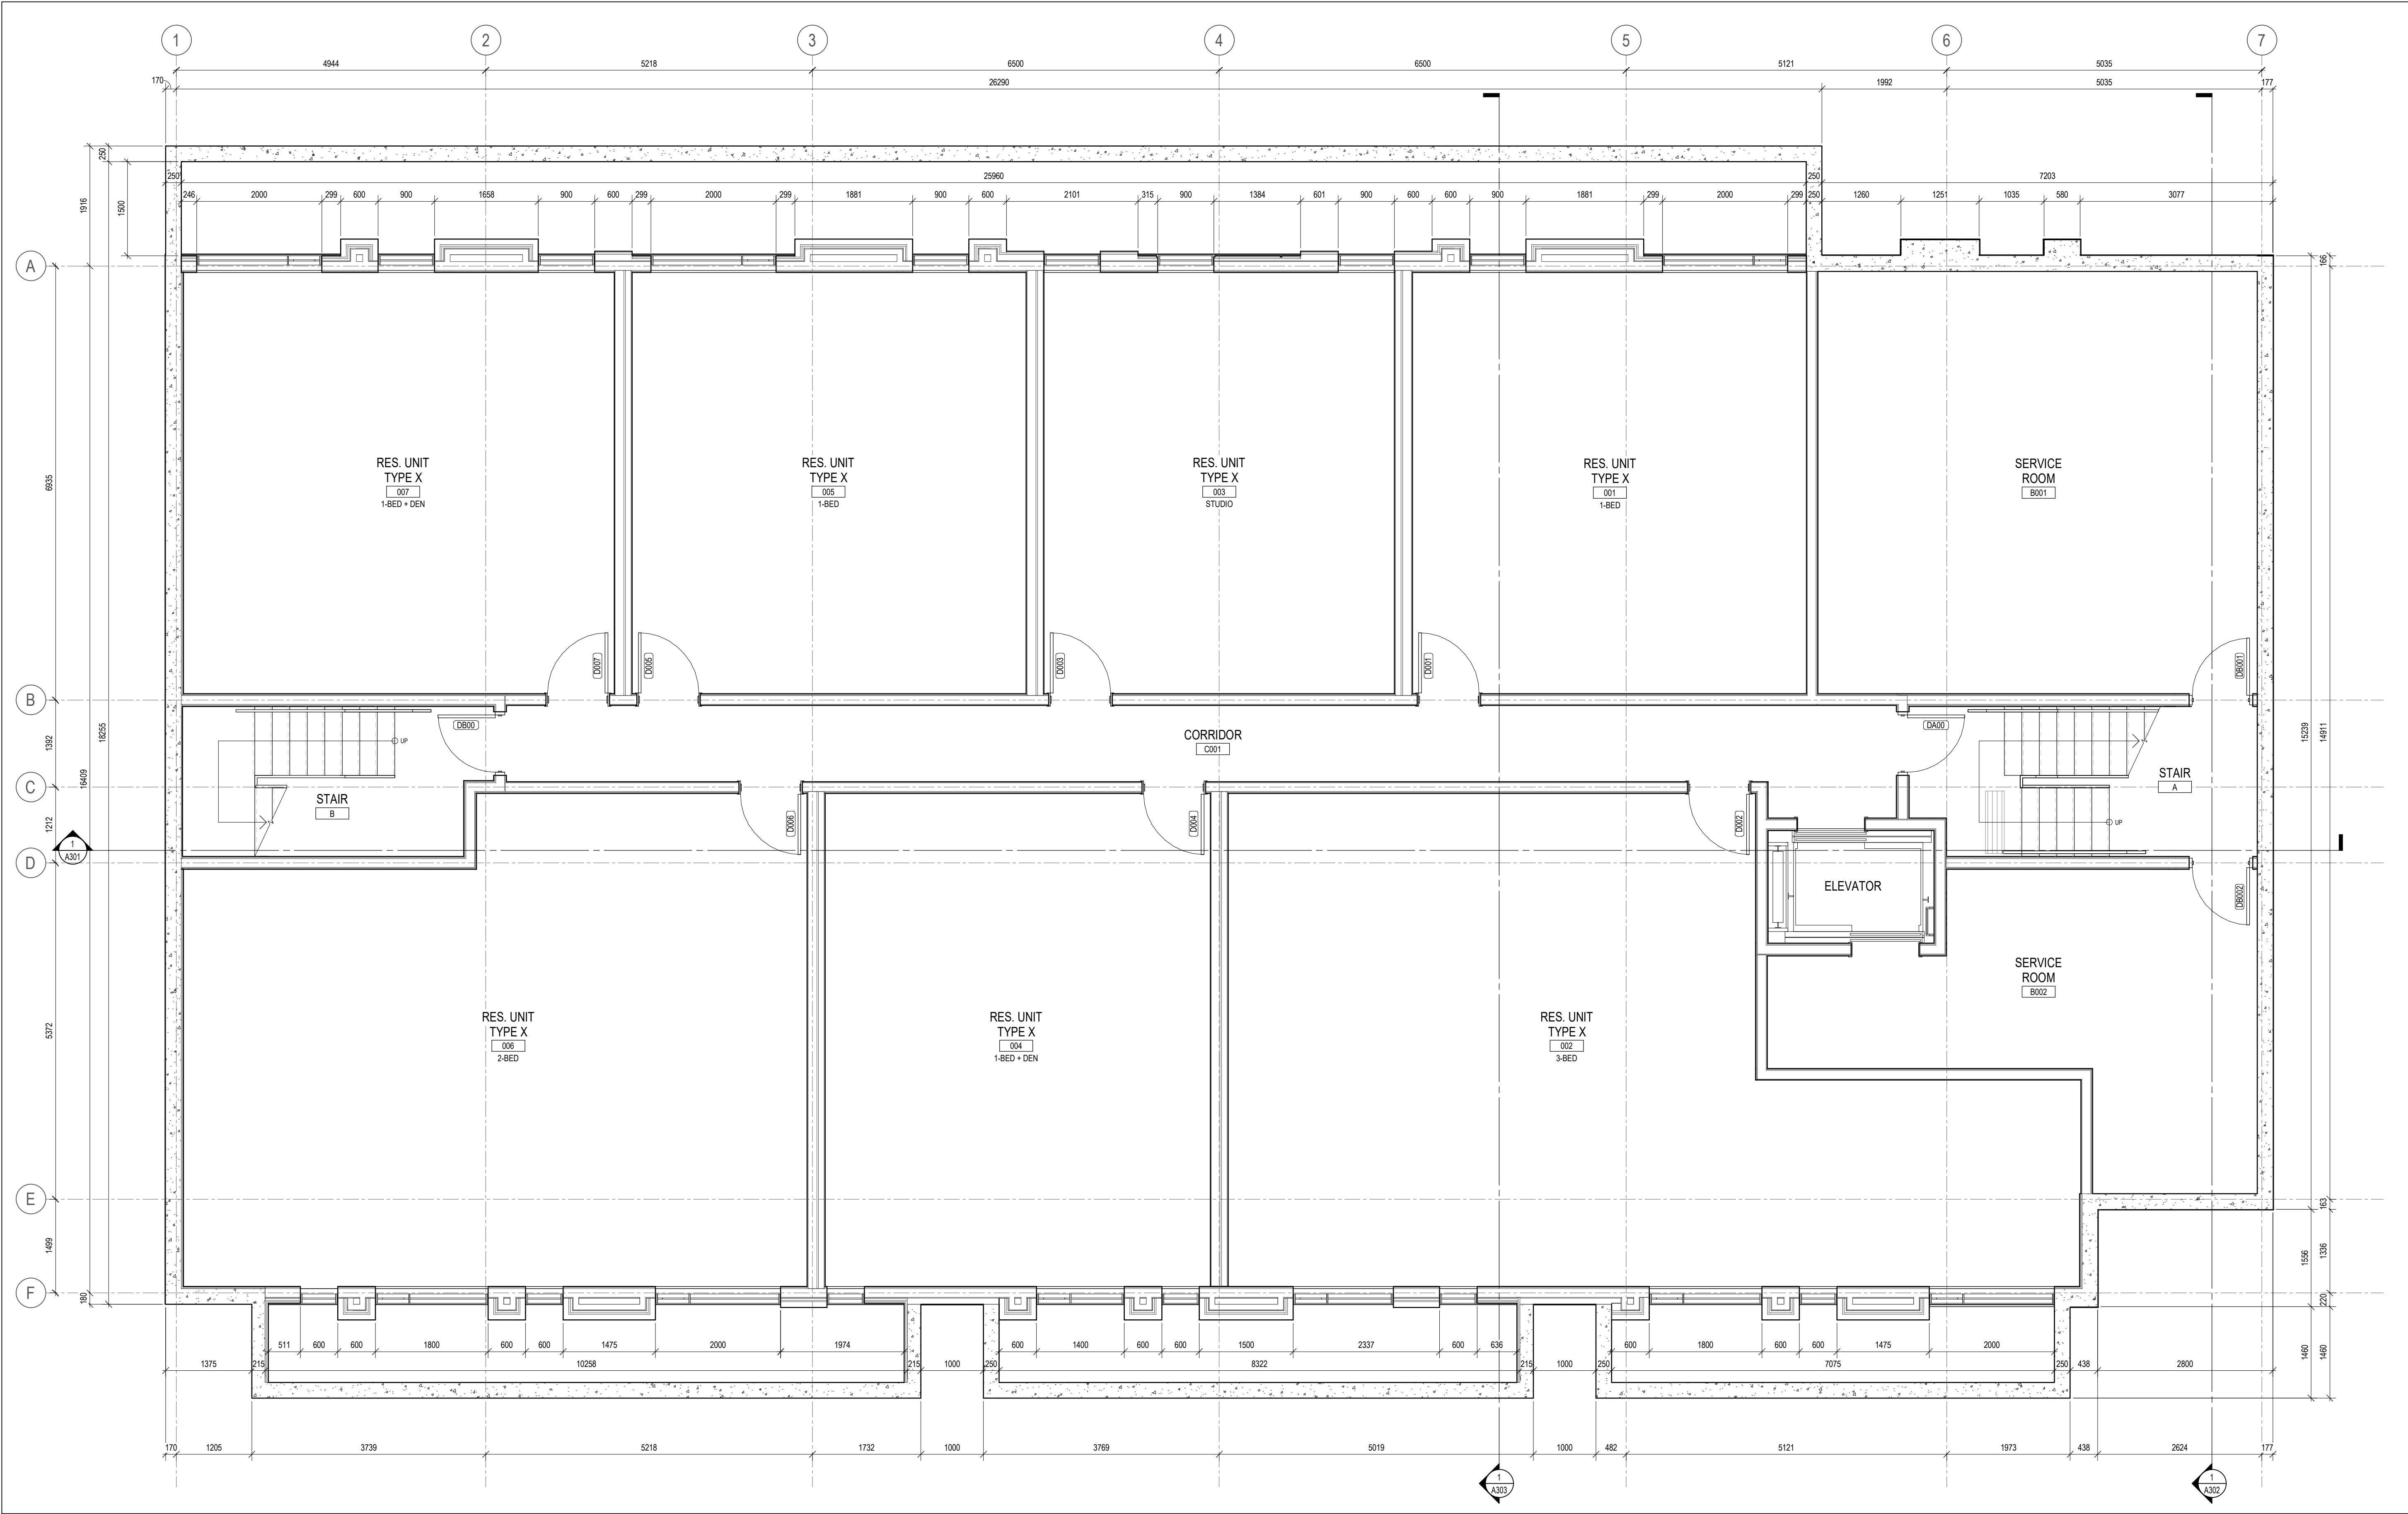 1 2 3 4 5 6 7
4944 5218 6500 6500 5121 5035
170 26290 1992 5035 177
250 25960 250 7203
246 2000 299 600 900 1658 900 600 299 2000 299 1881 900 600 2101 315 900 1384 601 900 600 600 900 1881 299 2000 299 250 1260 1251 1035 580 3077
A
B
C
D
E
F
6935
1392
1212
5372
1499
1916
16409
180
250
18255
1500
166
14911
163
1336
220
1460
15239
1556
1460
RES. UNIT
TYPE X
007
1-BED + DEN
RES. UNIT
TYPE X
005
1-BED
RES. UNIT
TYPE X
003
STUDIO
RES. UNIT
TYPE X
001
1-BED
SERVICE
ROOM
B001
D007
D005
D003
D001
DB001
DB00
UP
CORRIDOR
C001
DA00
STAIR
B
STAIR
A
UP
1
A301
D006
D004
D002
ELEVATOR
DB002
SERVICE
ROOM
B002
RES. UNIT
TYPE X
006
2-BED
RES. UNIT
TYPE X
004
1-BED + DEN
RES. UNIT
TYPE X
002
3-BED
511 600 600 1800 600 600 1475 2000 1974 600 1400 600 600 1500 2337 600 636 600 1800 600 600 1475 2000
1375 215 10258 215 1000 250 8322 215 1000 250 7075 250 438 2800
170 1205 3739 5218 1732 1000 3769 5019 1000 482 5121 1973 438 2624 177
1
A303
1
A302